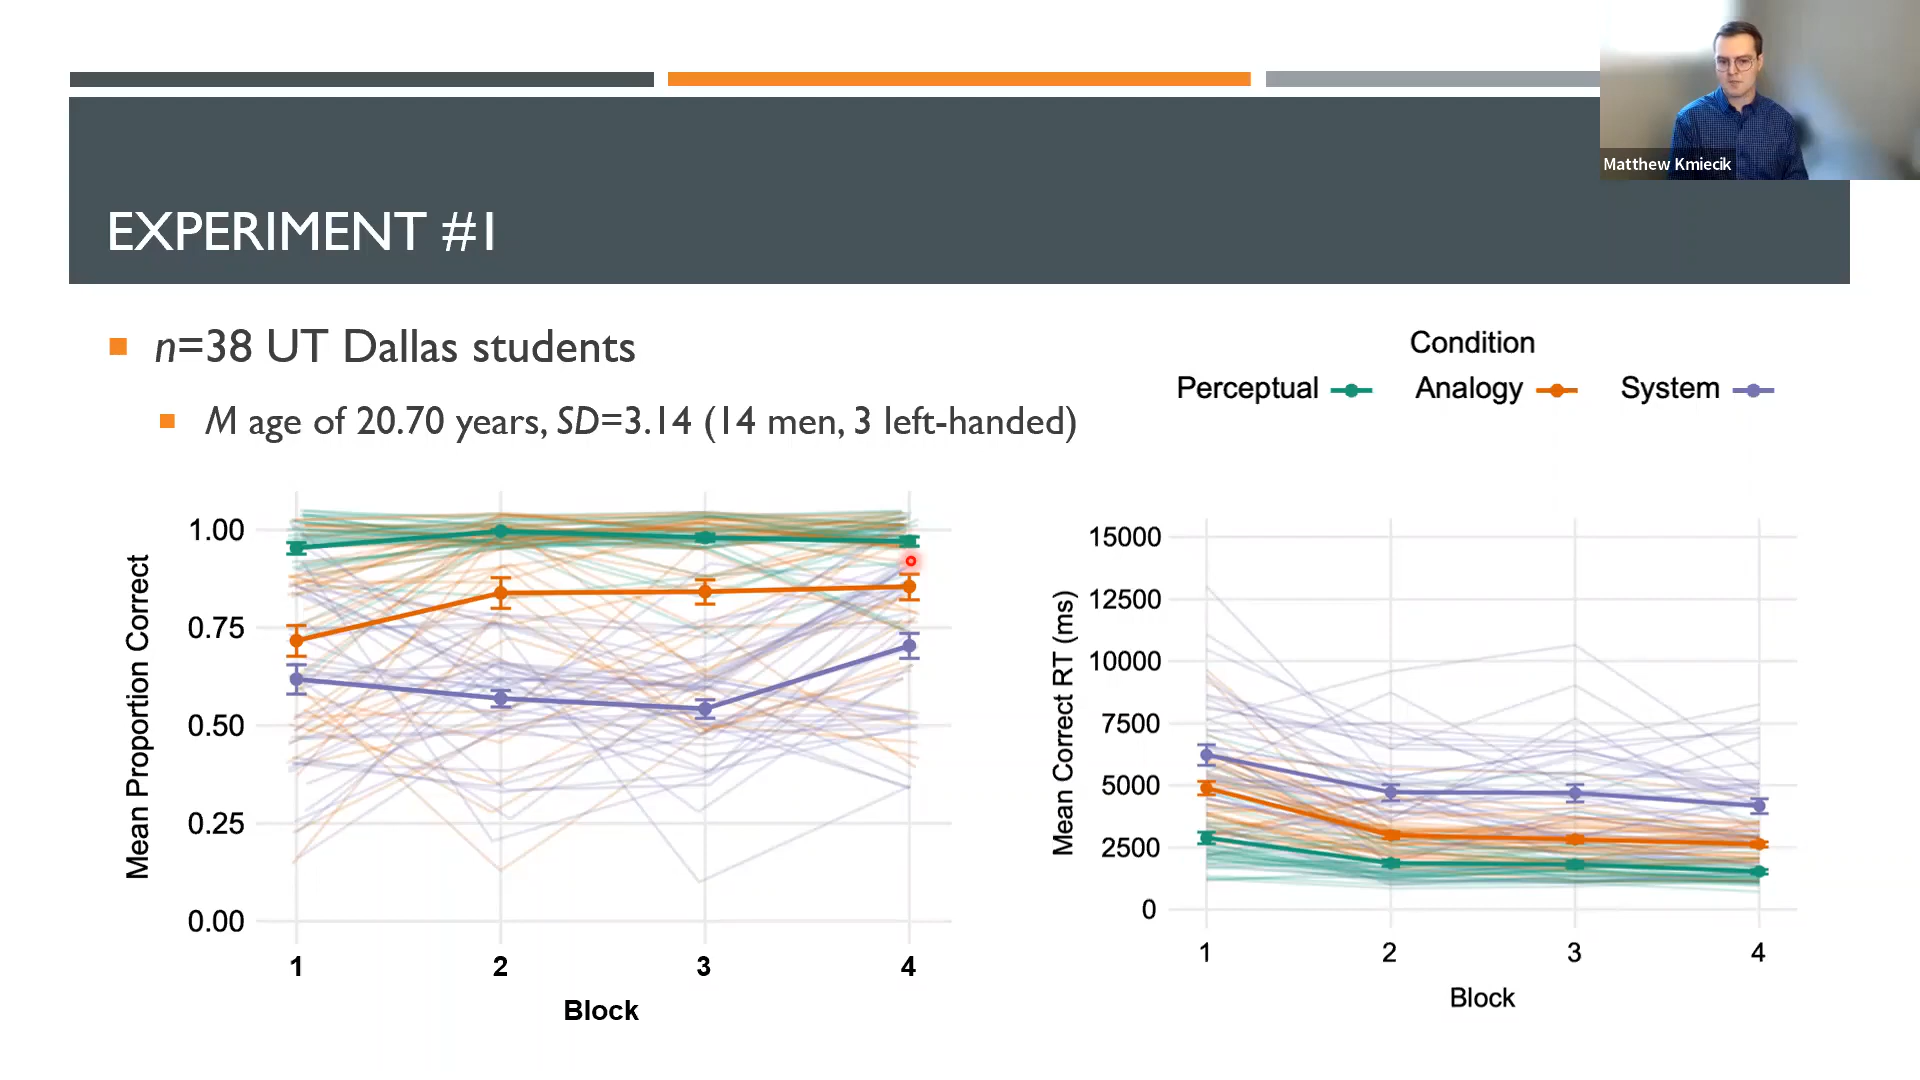 Matthew Kmiecik
EXPERIMENT #1
n=38 UT Dallas students
M age of 20.70 years, SD=3.14 (14 men, 3 left-handed)
Condition
Perceptual Analogy System
Mean Proportion Correct
1.00
0.75
0.50
0.25
0.00
1 2 3 4
Block
Mean Correct RT (ms)
15000
12500
10000
7500
5000
2500
0
1 2 3 4
Block